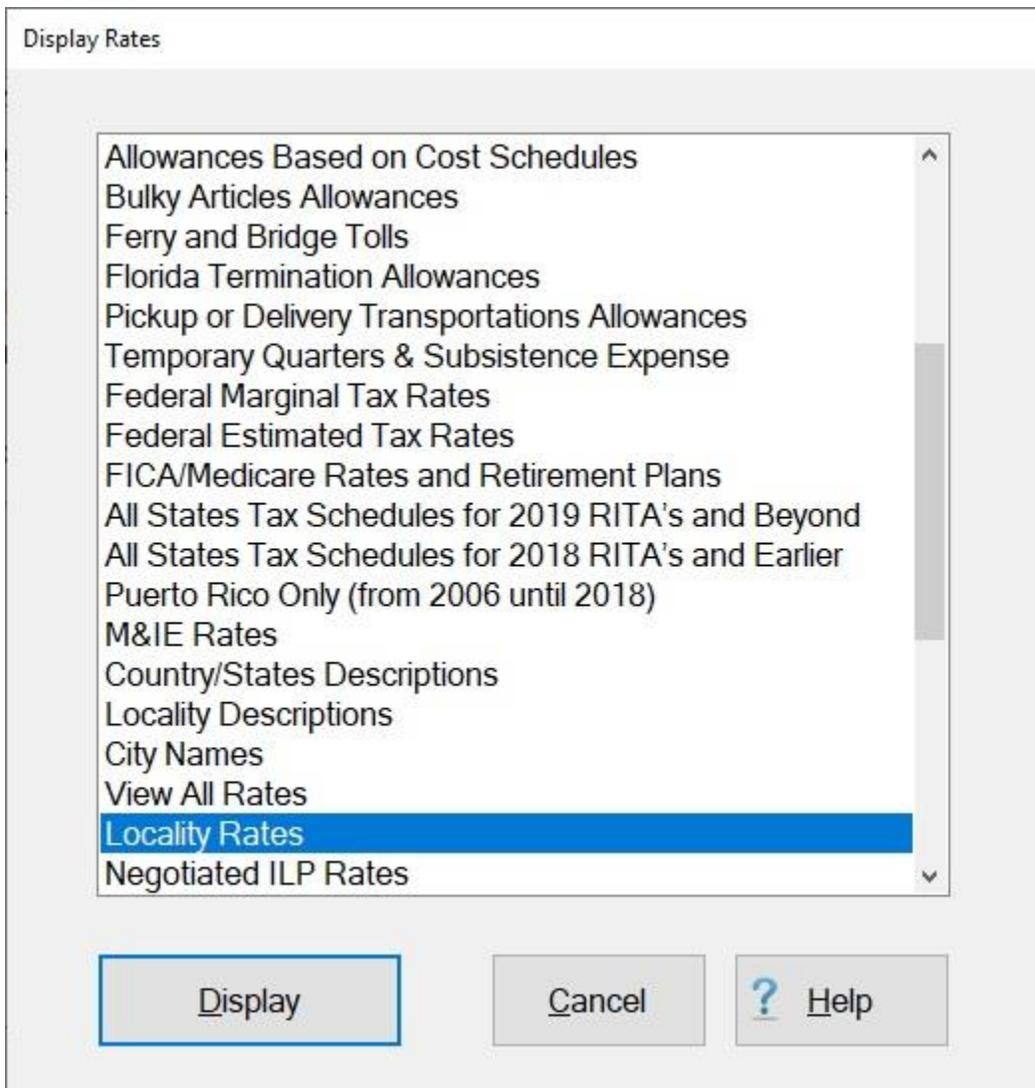 Display Rates
Allowances Based on Cost Schedules
Bulky Articles Allowances
Ferry and Bridge Tolls
Florida Termination Allowances
Pickup or Delivery Transportations Allowances
Temporary Quarters & Subsistence Expense
Federal Marginal Tax Rates
Federal Estimated Tax Rates
FICA/Medicare Rates and Retirement Plans
All States Tax Schedules for 2019 RITA's and Beyond
All States Tax Schedules for 2018 RITA's and Earlier
Puerto Rico Only (from 2006 until 2018)
M&IE Rates
Country/States Descriptions
Locality Descriptions
City Names
View All Rates
Locality Rates
Negotiated ILP Rates
Display Cancel ? Help